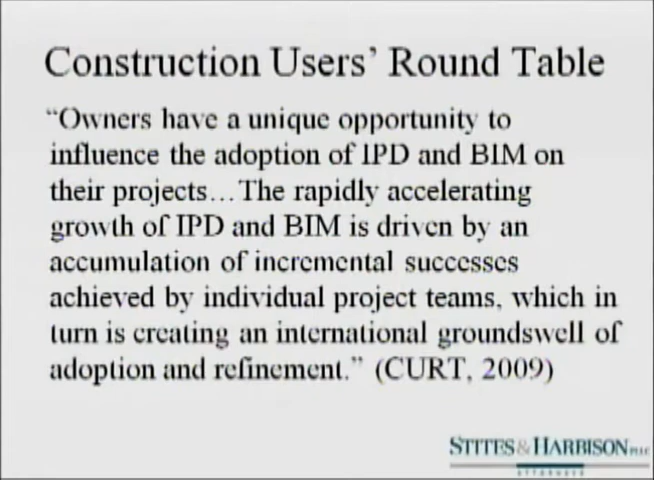 Construction Users’ Round Table
“Owners have a unique opportunity to
influence the adoption of IPD and BIM on
their projects…The rapidly accelerating
growth of IPD and BIM is driven by an
accumulation of incremental successes
achieved by individual project teams, which in
turn is creating an international groundswell of
adoption and refinement.” (CURT, 2009)
STITES & HARBISON PLLC
ATTORNEYS